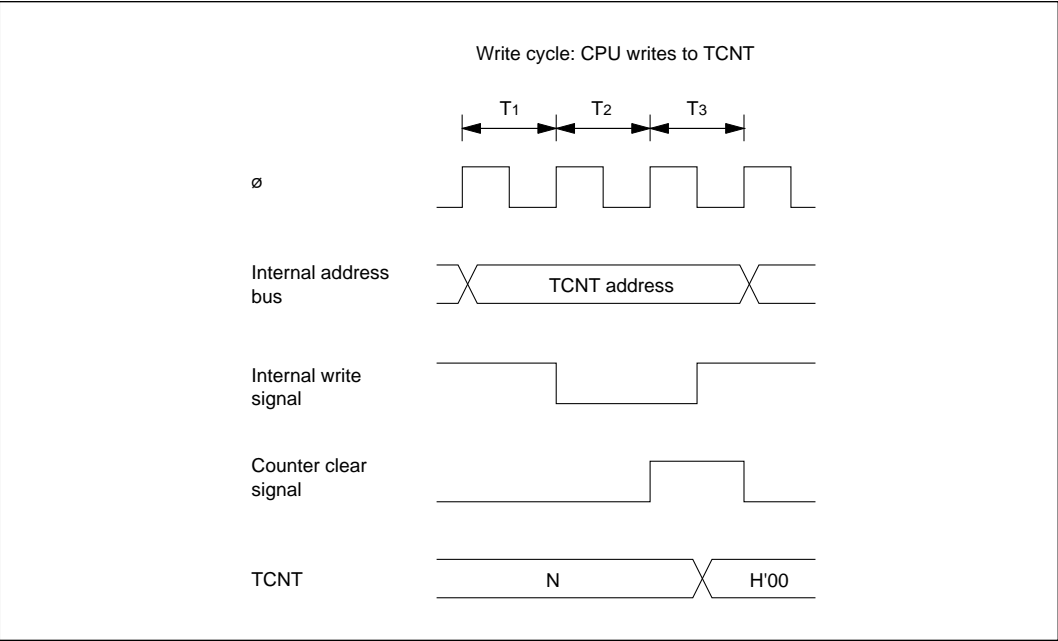 Write cycle: CPU writes to TCNT
T1 T2 T3
ø
Internal address
bus
TCNT address
Internal write
signal
Counter clear
signal
TCNT N H'00